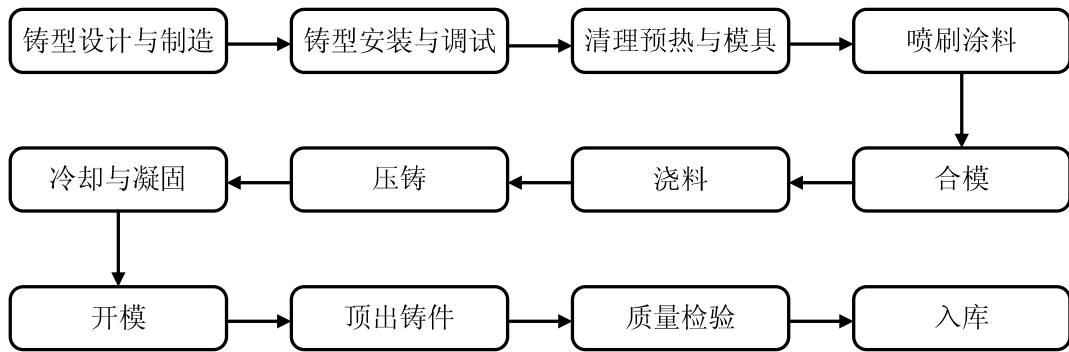 铸型设计与制造
铸型安装与调试
清理预热与模具
喷刷涂料
合模
浇料
压铸
冷却与凝固
开模
顶出铸件
质量检验
入库